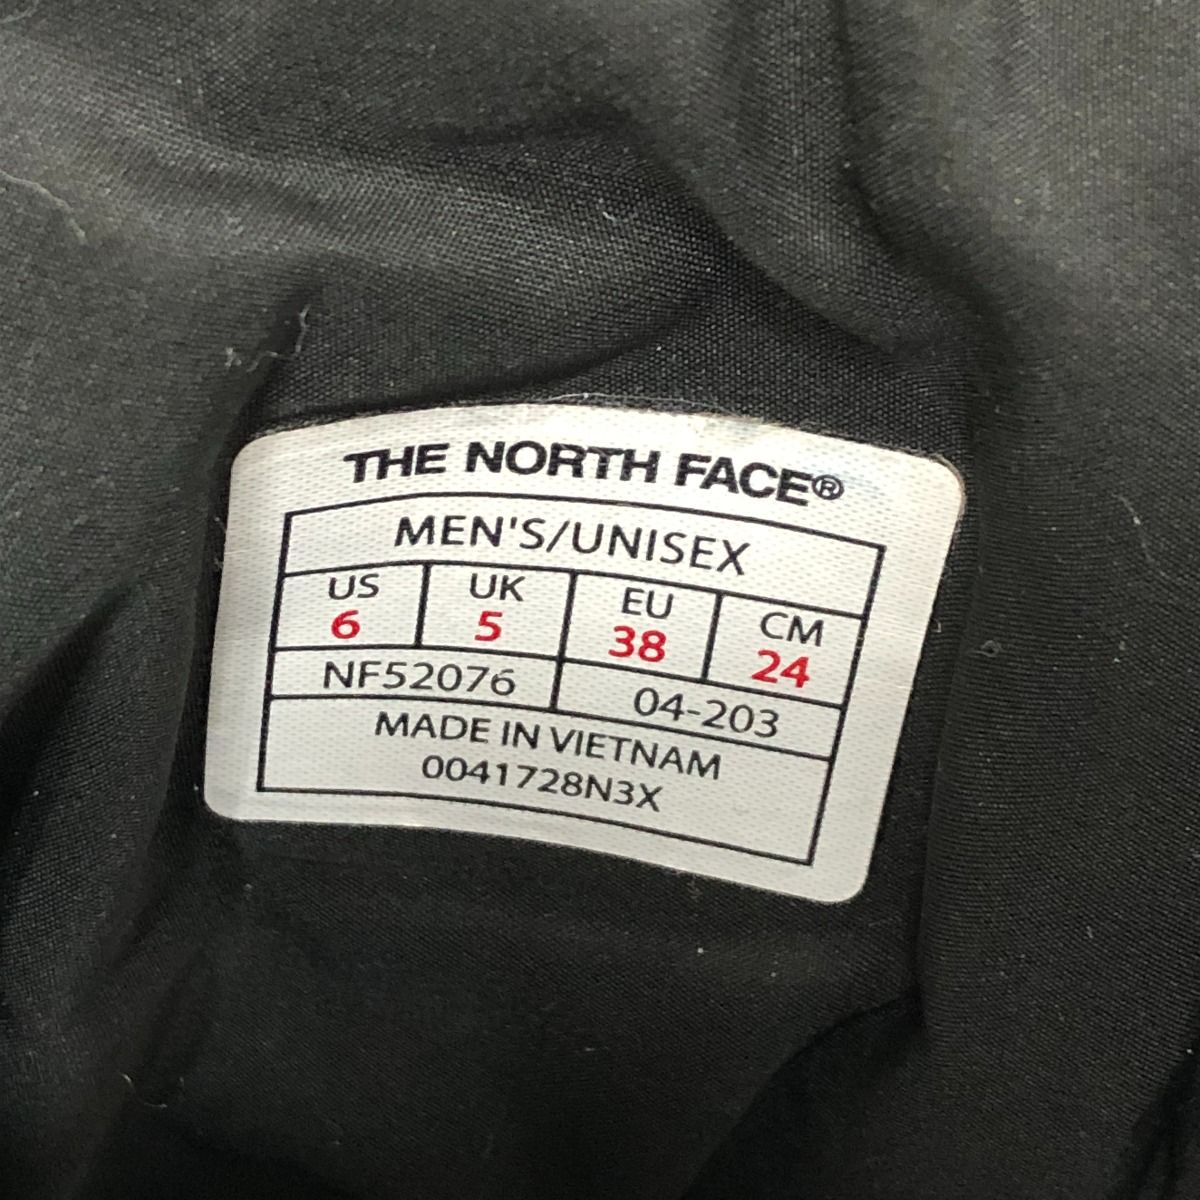 THE NORTH FACE®
MEN'S/UNISEX
US UK EU CM
6 5 38 24
NF52076 04-203
MADE IN VIETNAM
0041728N3X